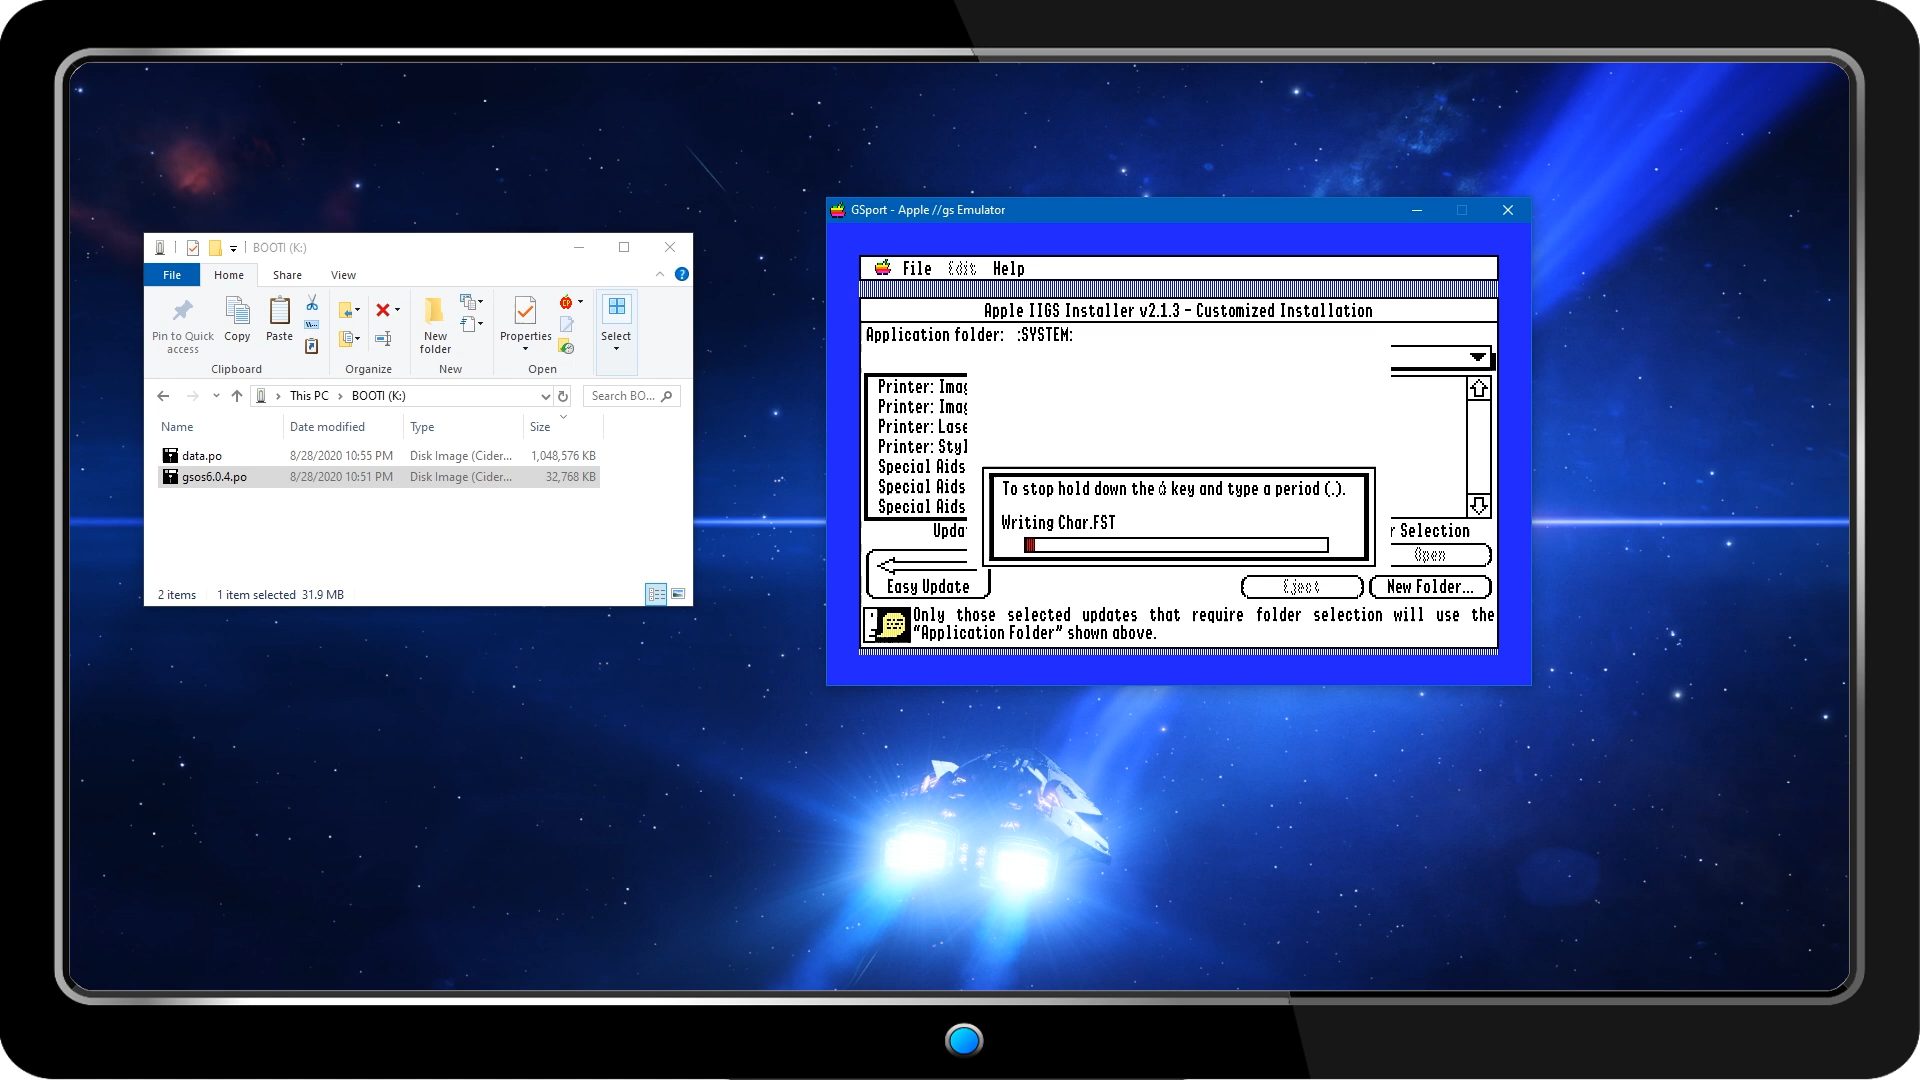 BOOTI (K:)
File Home Share View
Pin to Quick access
Copy
Paste
New folder
Properties
Select
Clipboard
Organize
New
Open
This PC > BOOTI (K:)
Search BO...
Name Date modified Type Size
data.po 8/28/2020 10:55 PM Disk Image (Cider... 1,048,576 KB
gsos6.0.4.po 8/28/2020 10:51 PM Disk Image (Cider... 32,768 KB
2 items 1 item selected 31.9 MB
GSport - Apple //gs Emulator
File Edit Help
Apple IIGS Installer v2.1.3 - Customized Installation
Application folder: :SYSTEM:
Printer: Imag
Printer: Imag
Printer: Lase
Printer: Styl
Special Aids
Special Aids
Special Aids
Upda
r Selection
To stop hold down the key and type a period (.).
Writing Char.FST
Open
Easy Update
Eject
New Folder...
Only those selected updates that require folder selection will use the
“Application Folder” shown above.